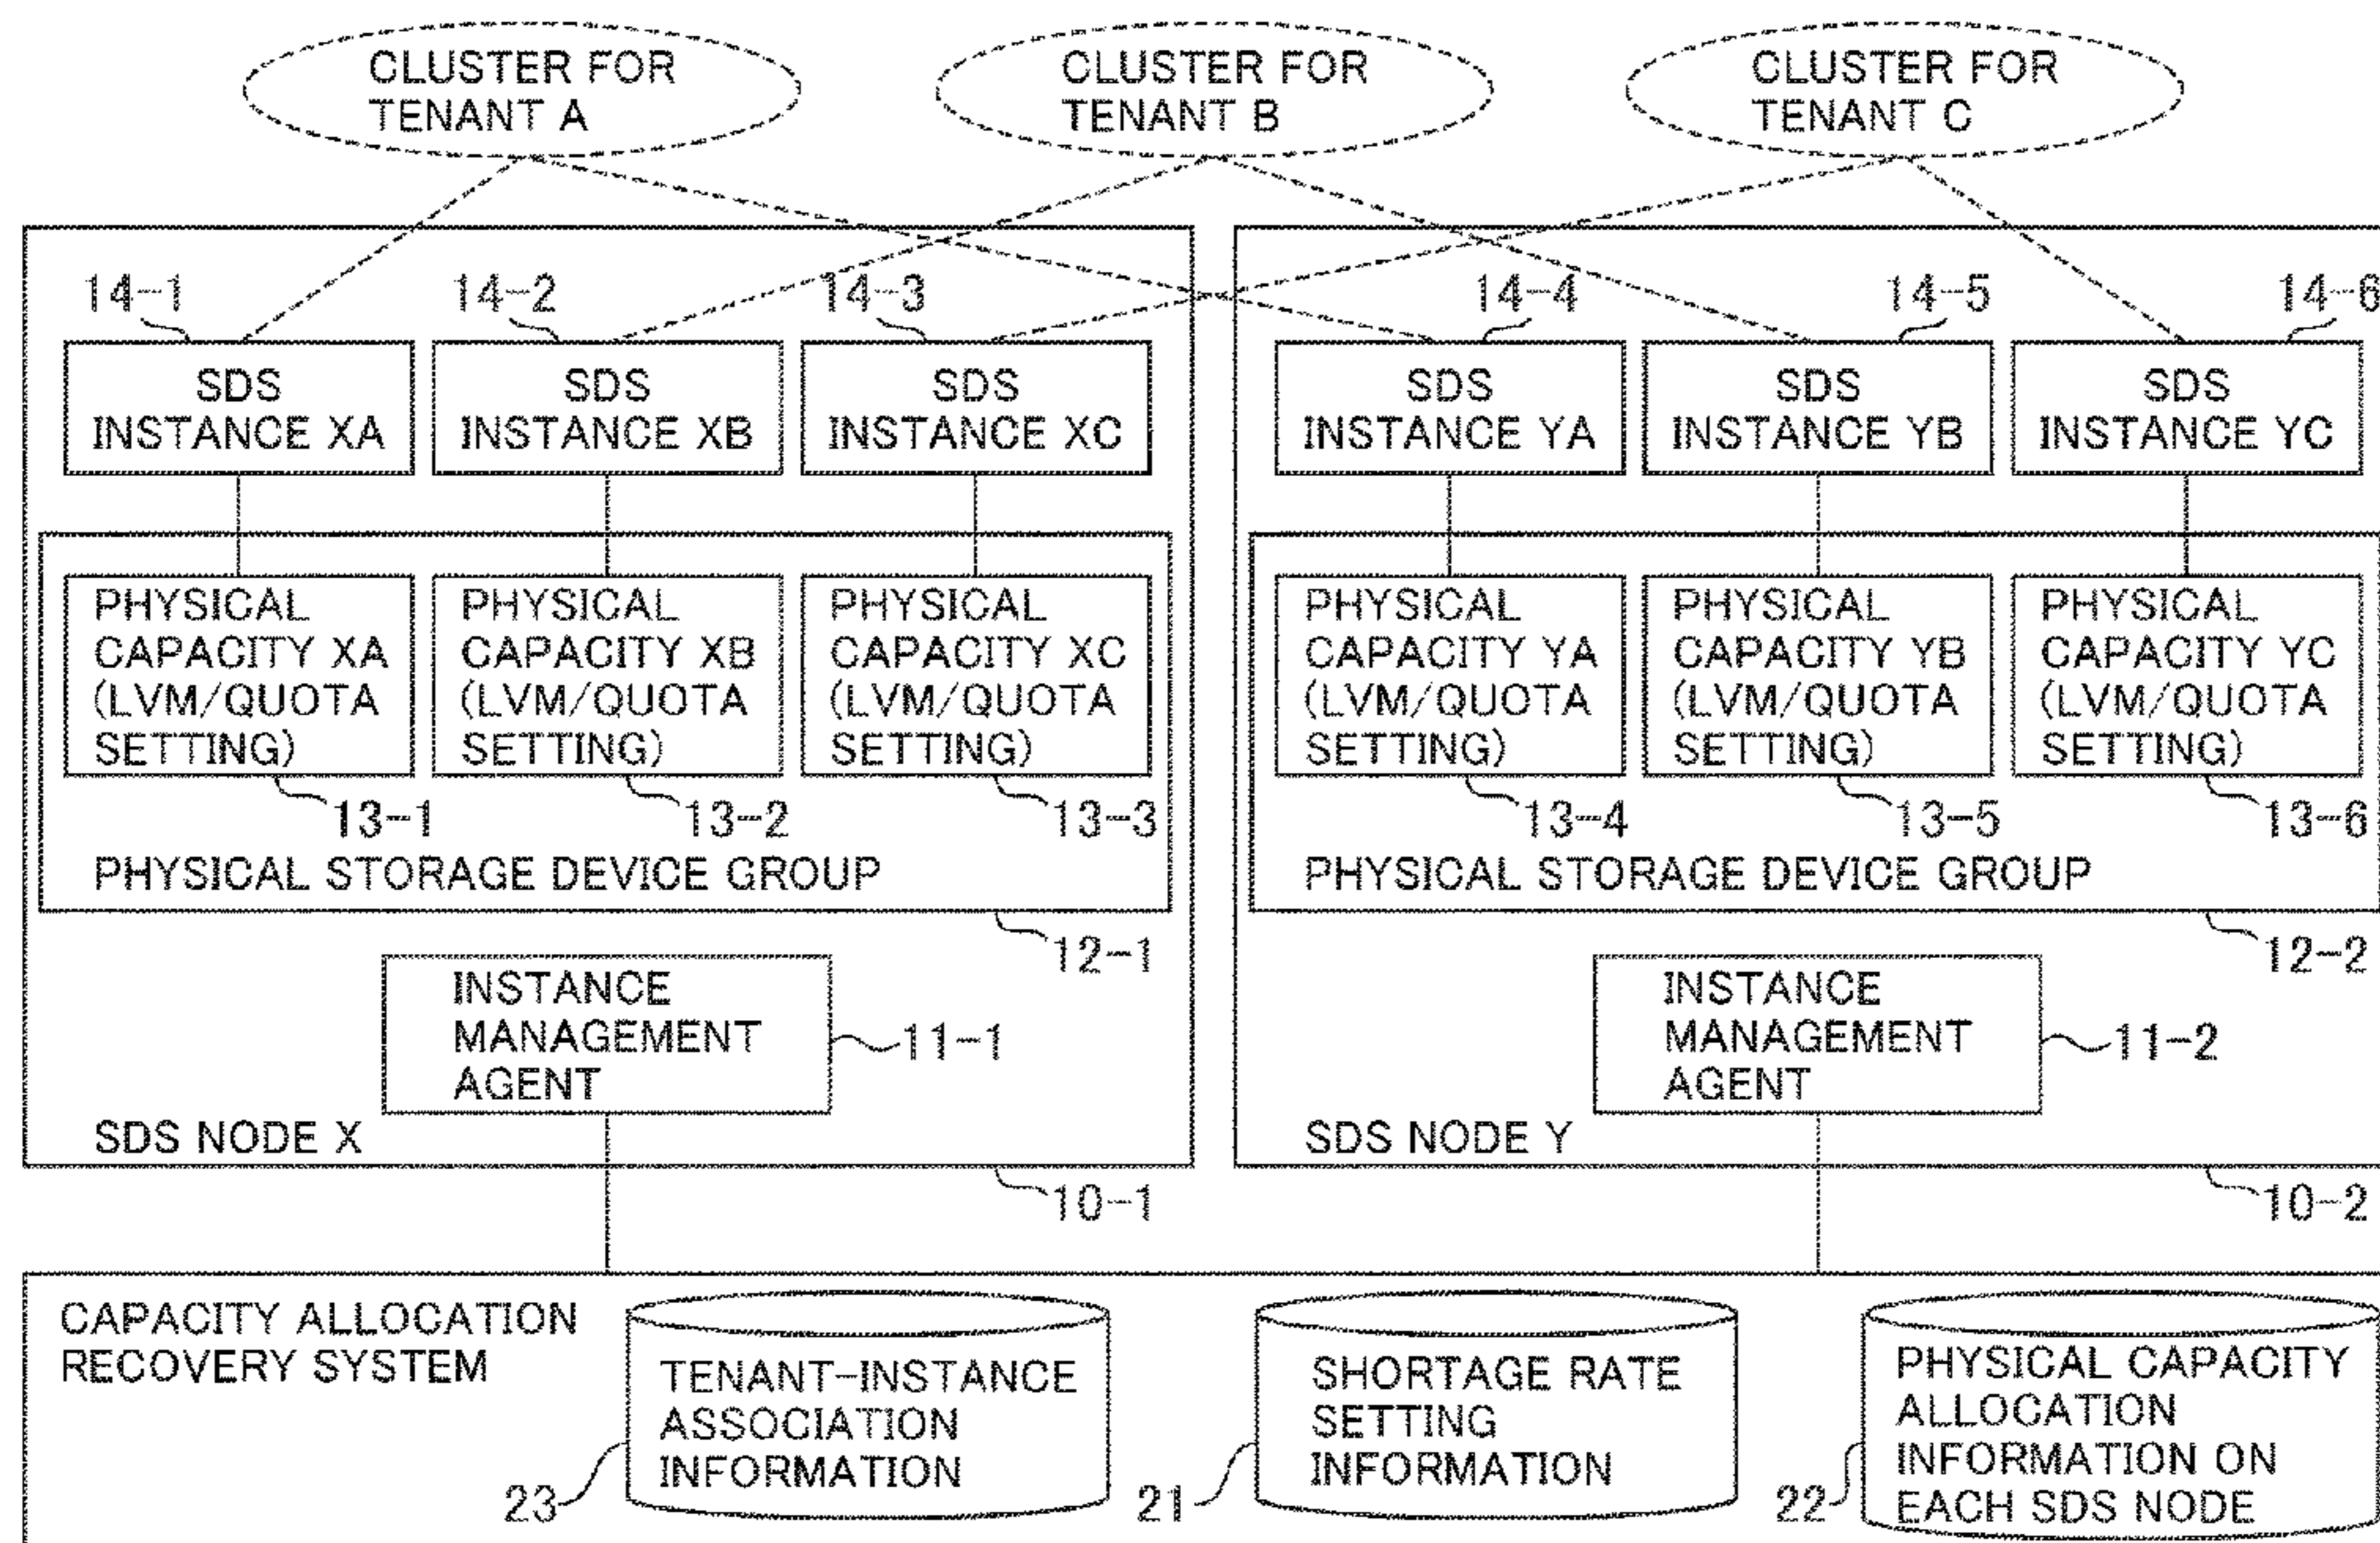 CLUSTER FOR
TENANT A
CLUSTER FOR
TENANT B
CLUSTER FOR
TENANT C
14-1
14-2
14-3
14-4
14-5
14-6
SDS
INSTANCE XA
SDS
INSTANCE XB
SDS
INSTANCE XC
SDS
INSTANCE YA
SDS
INSTANCE YB
SDS
INSTANCE YC
PHYSICAL
CAPACITY XA
(LVM/QUOTA
SETTING)
PHYSICAL
CAPACITY XB
(LVM/QUOTA
SETTING)
PHYSICAL
CAPACITY XC
(LVM/QUOTA
SETTING)
PHYSICAL
CAPACITY YA
(LVM/QUOTA
SETTING)
PHYSICAL
CAPACITY YB
(LVM/QUOTA
SETTING)
PHYSICAL
CAPACITY YC
(LVM/QUOTA
SETTING)
13-1
13-2
13-3
13-4
13-5
13-6
PHYSICAL STORAGE DEVICE GROUP
PHYSICAL STORAGE DEVICE GROUP
12-1
12-2
INSTANCE
MANAGEMENT
AGENT
11-1
INSTANCE
MANAGEMENT
AGENT
11-2
SDS NODE X
SDS NODE Y
10-1
10-2
CAPACITY ALLOCATION
RECOVERY SYSTEM
TENANT-INSTANCE
ASSOCIATION
INFORMATION
23
SHORTAGE RATE
SETTING
INFORMATION
21
PHYSICAL CAPACITY
ALLOCATION
INFORMATION ON
EACH SDS NODE
22